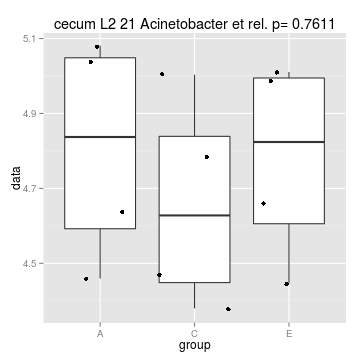 cecum L2 21 Acinetobacter et rel. p= 0.7611
5.1
4.9
4.7
4.5
data
A C E
group